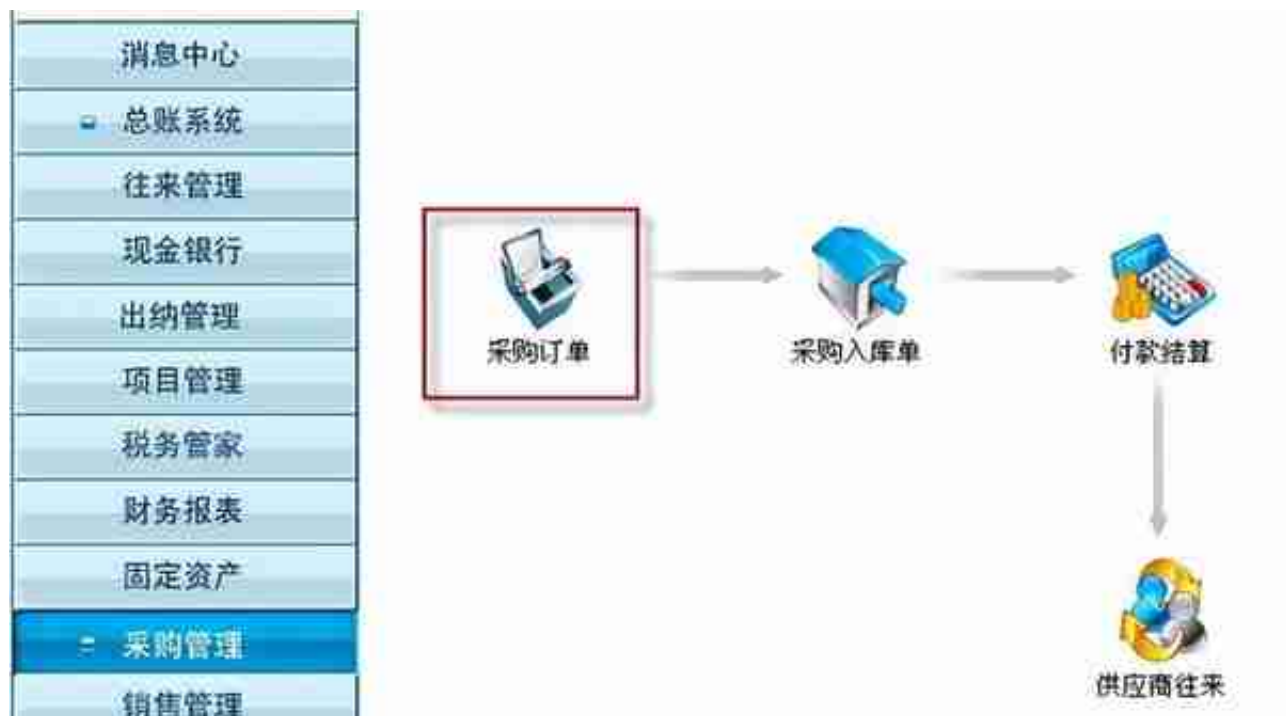 消息中心
总账系统
往来管理
现金银行
出纳管理
项目管理
税务管家
财务报表
固定资产
采购管理
销售管理
采购订单
采购入库单
付款结算
供应商往来